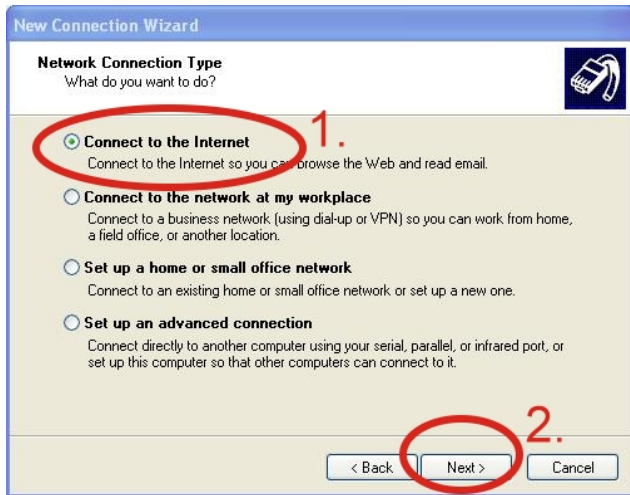 New Connection Wizard
Network Connection Type
What do you want to do?
Connect to the Internet
1.
Connect to the Internet so you can browse the Web and read email.
Connect to the network at my workplace
Connect to a business network (using dial-up or VPN) so you can work from home,
a field office, or another location.
Set up a home or small office network
Connect to an existing home or small office network or set up a new one.
Set up an advanced connection
Connect directly to another computer using your serial, parallel, or infrared port, or
set up this computer so that other computers can connect to it.
2.
< Back
Next >
Cancel